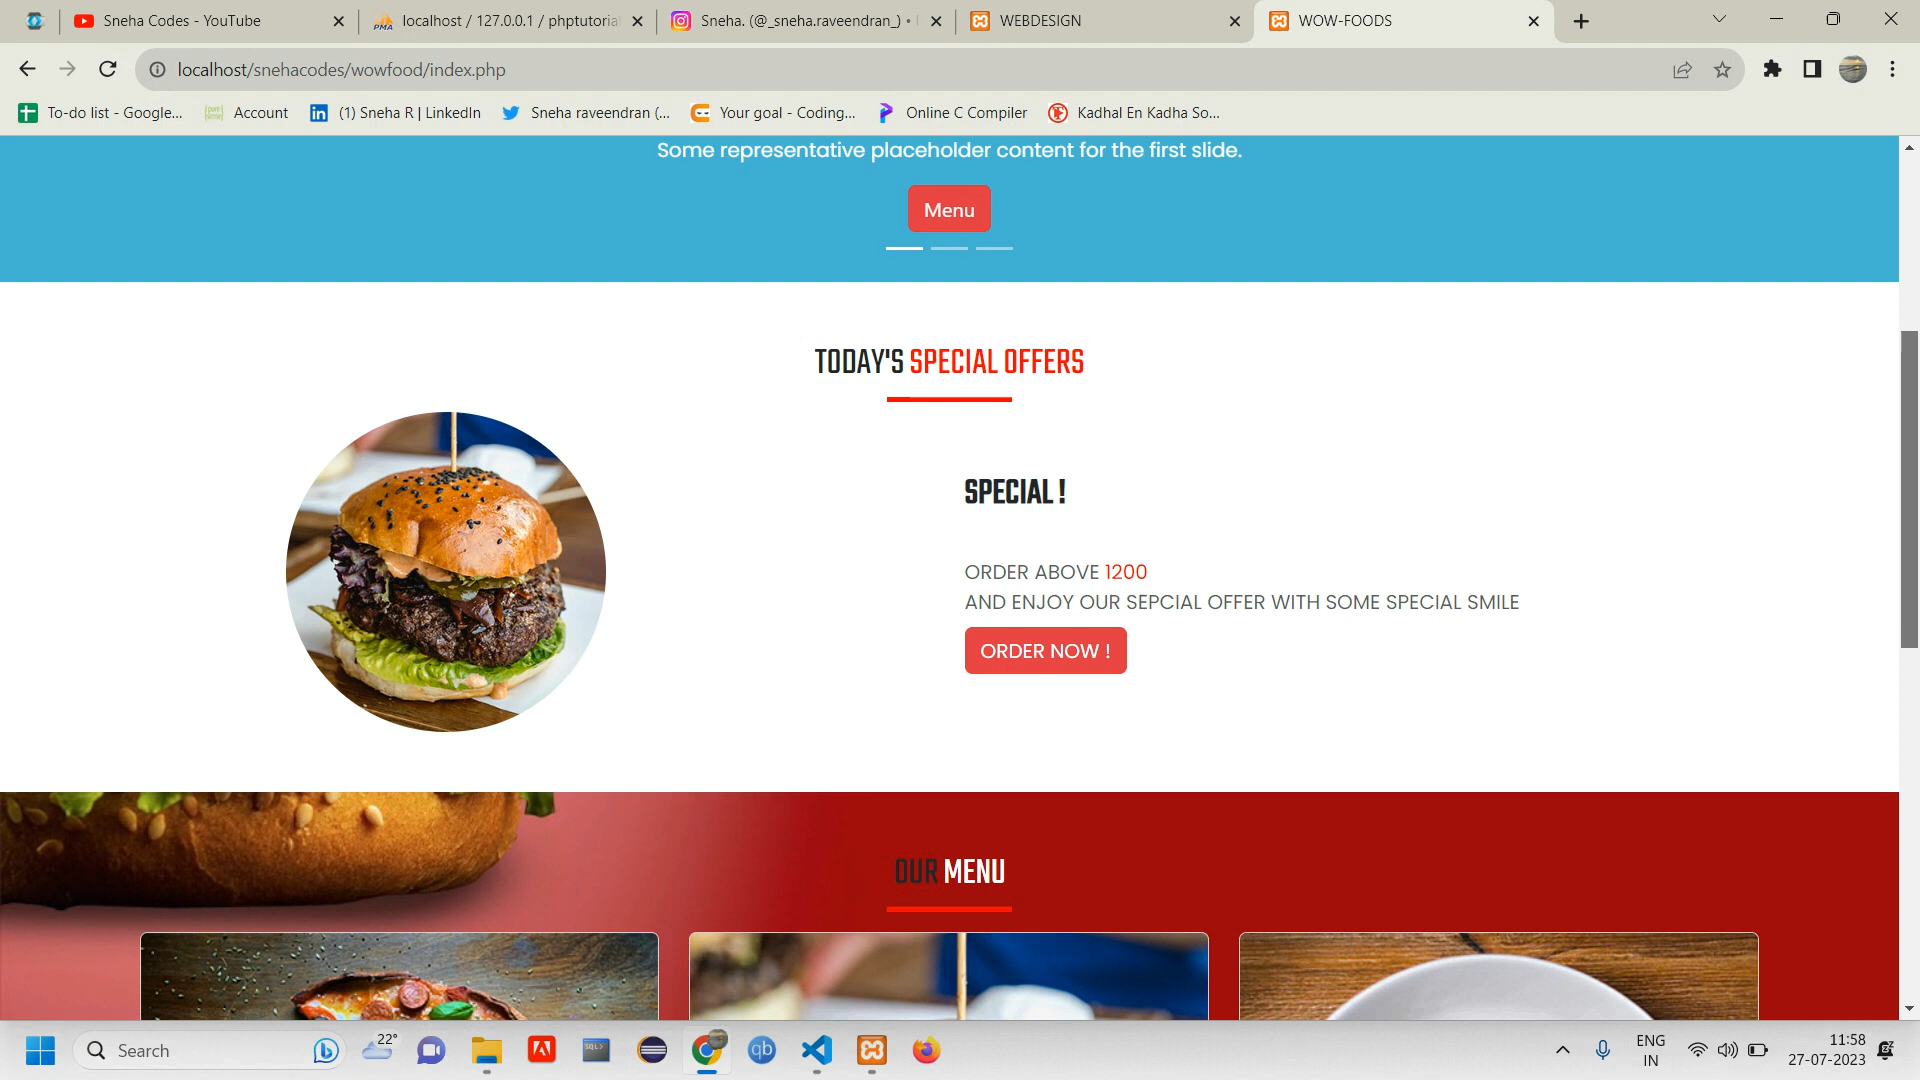 Sneha Codes - YouTube
localhost / 127.0.0.1 / phptutoria
Sneha. (@_sneha.raveendran_) •
WEBDESIGN
WOW-FOODS
localhost/snehacodes/wowfood/index.php
To-do list - Google...
Account
(1) Sneha R | LinkedIn
Sneha raveendran (...
Your goal - Coding...
Online C Compiler
Kadhal En Kadha So...
Some representative placeholder content for the first slide.
Menu
TODAY'S SPECIAL OFFERS
SPECIAL !
ORDER ABOVE 1200
AND ENJOY OUR SEPCIAL OFFER WITH SOME SPECIAL SMILE
ORDER NOW !
OUR MENU
Search
22°
SQL>
qb
ENG
IN
11:58
27-07-2023